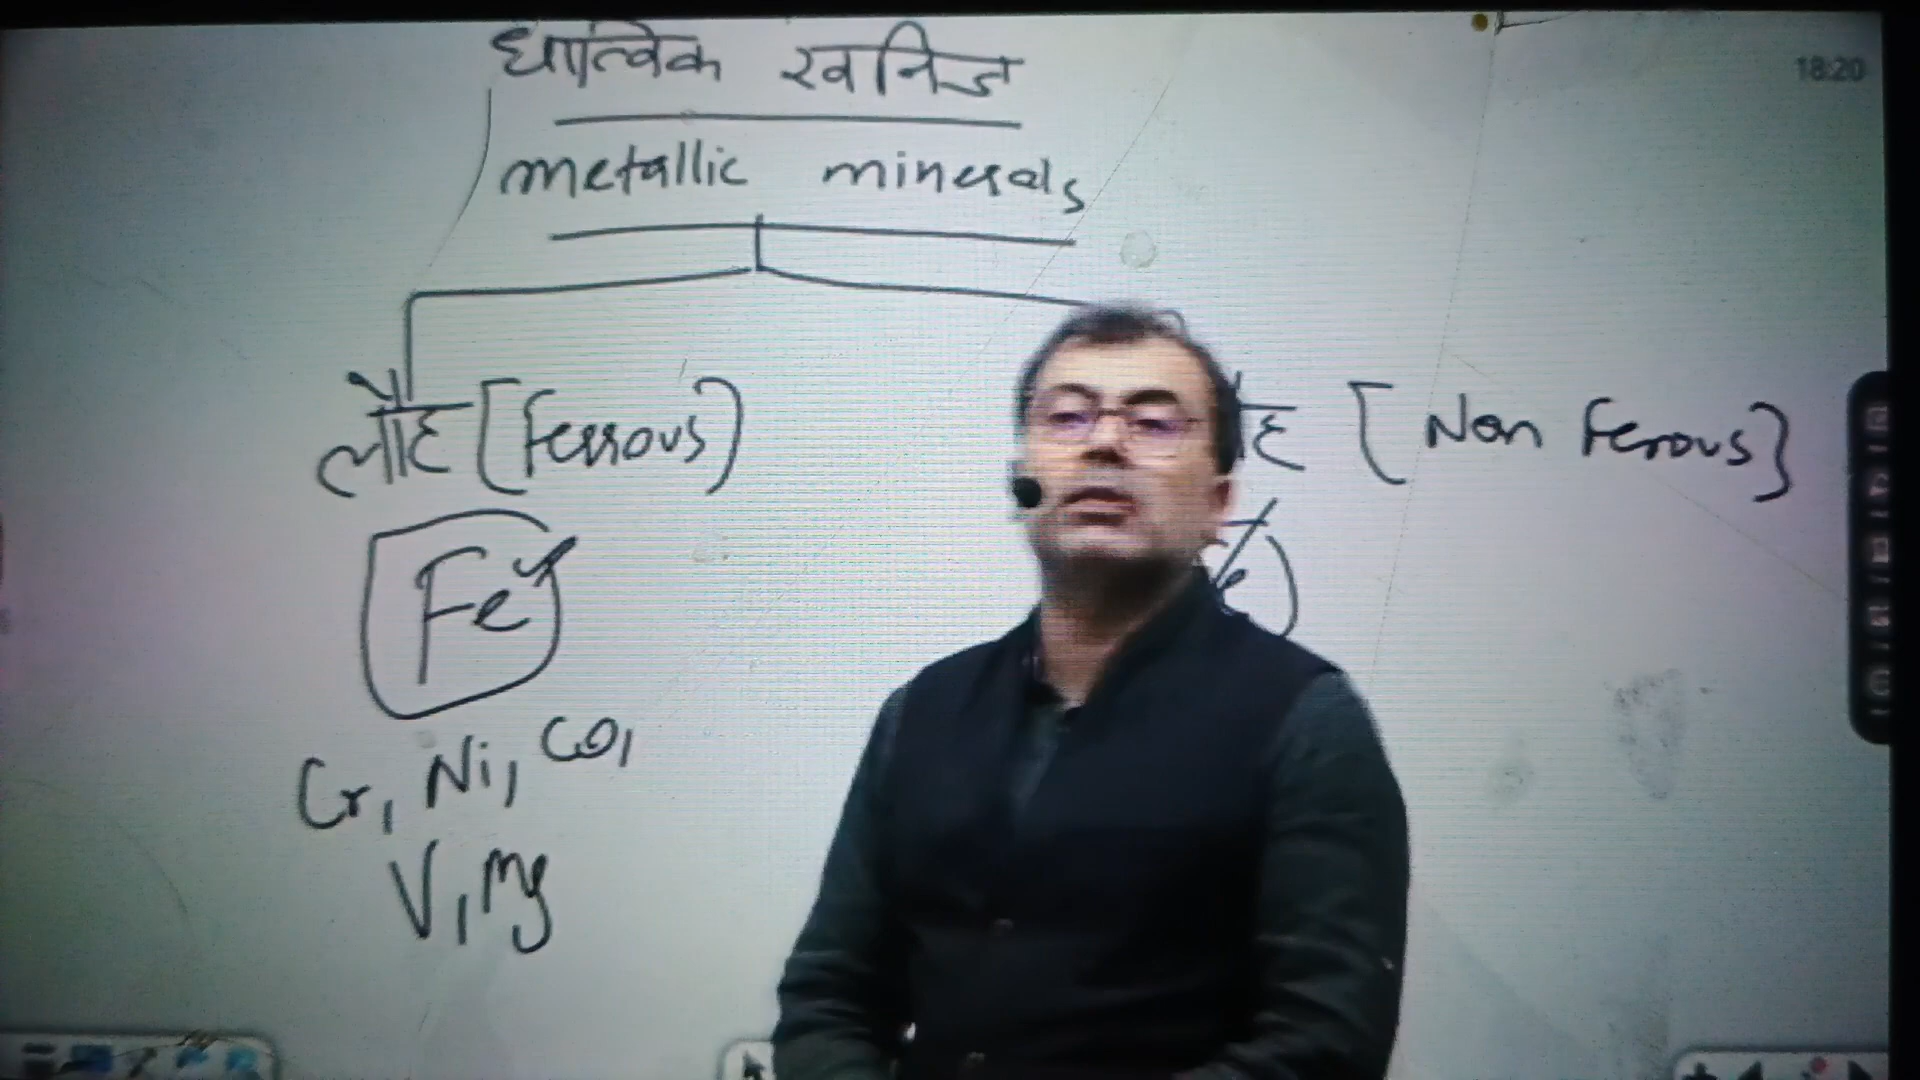 धात्विक खनिज
18:20
metallic minerals
लौह [Ferrous)
[Non Ferrous]
Fe
Cr, Ni, Co,
V, Mg